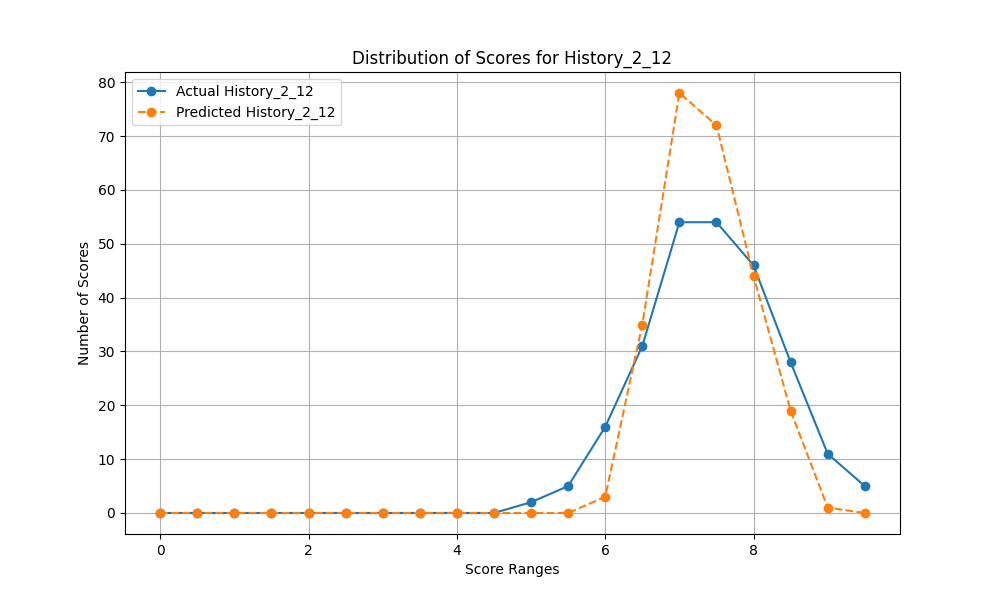 Distribution of Scores for History_2_12
Actual History_2_12
Predicted History_2_12
80
70
60
50
40
30
20
10
0
Number of Scores
0 2 4 6 8
Score Ranges